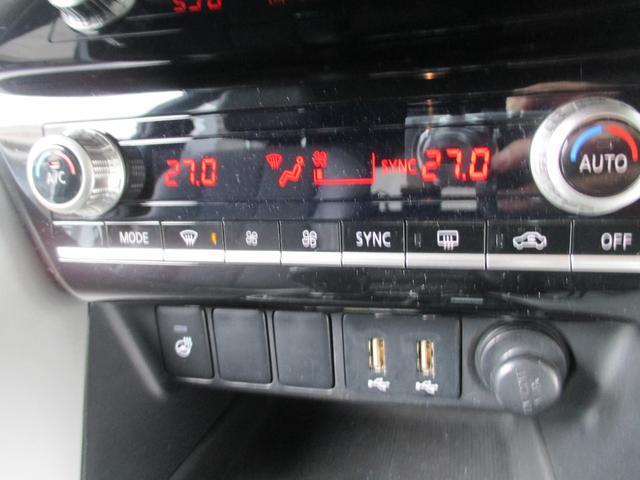 27.0 SYNC 27.0
A/C AUTO
MODE SYNC OFF